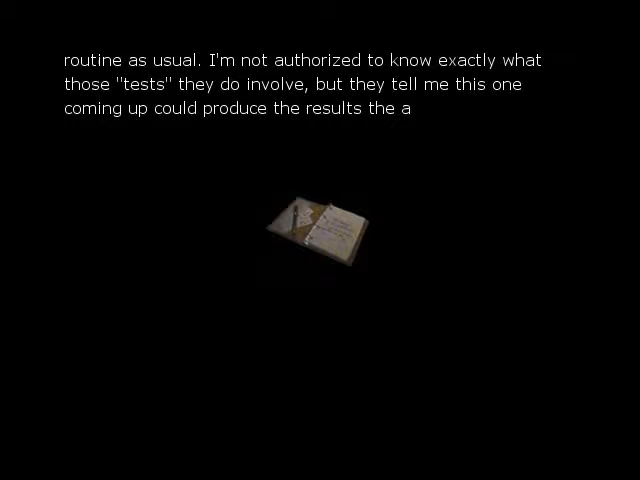 routine as usual. I'm not authorized to know exactly what
those "tests" they do involve, but they tell me this one
coming up could produce the results the a